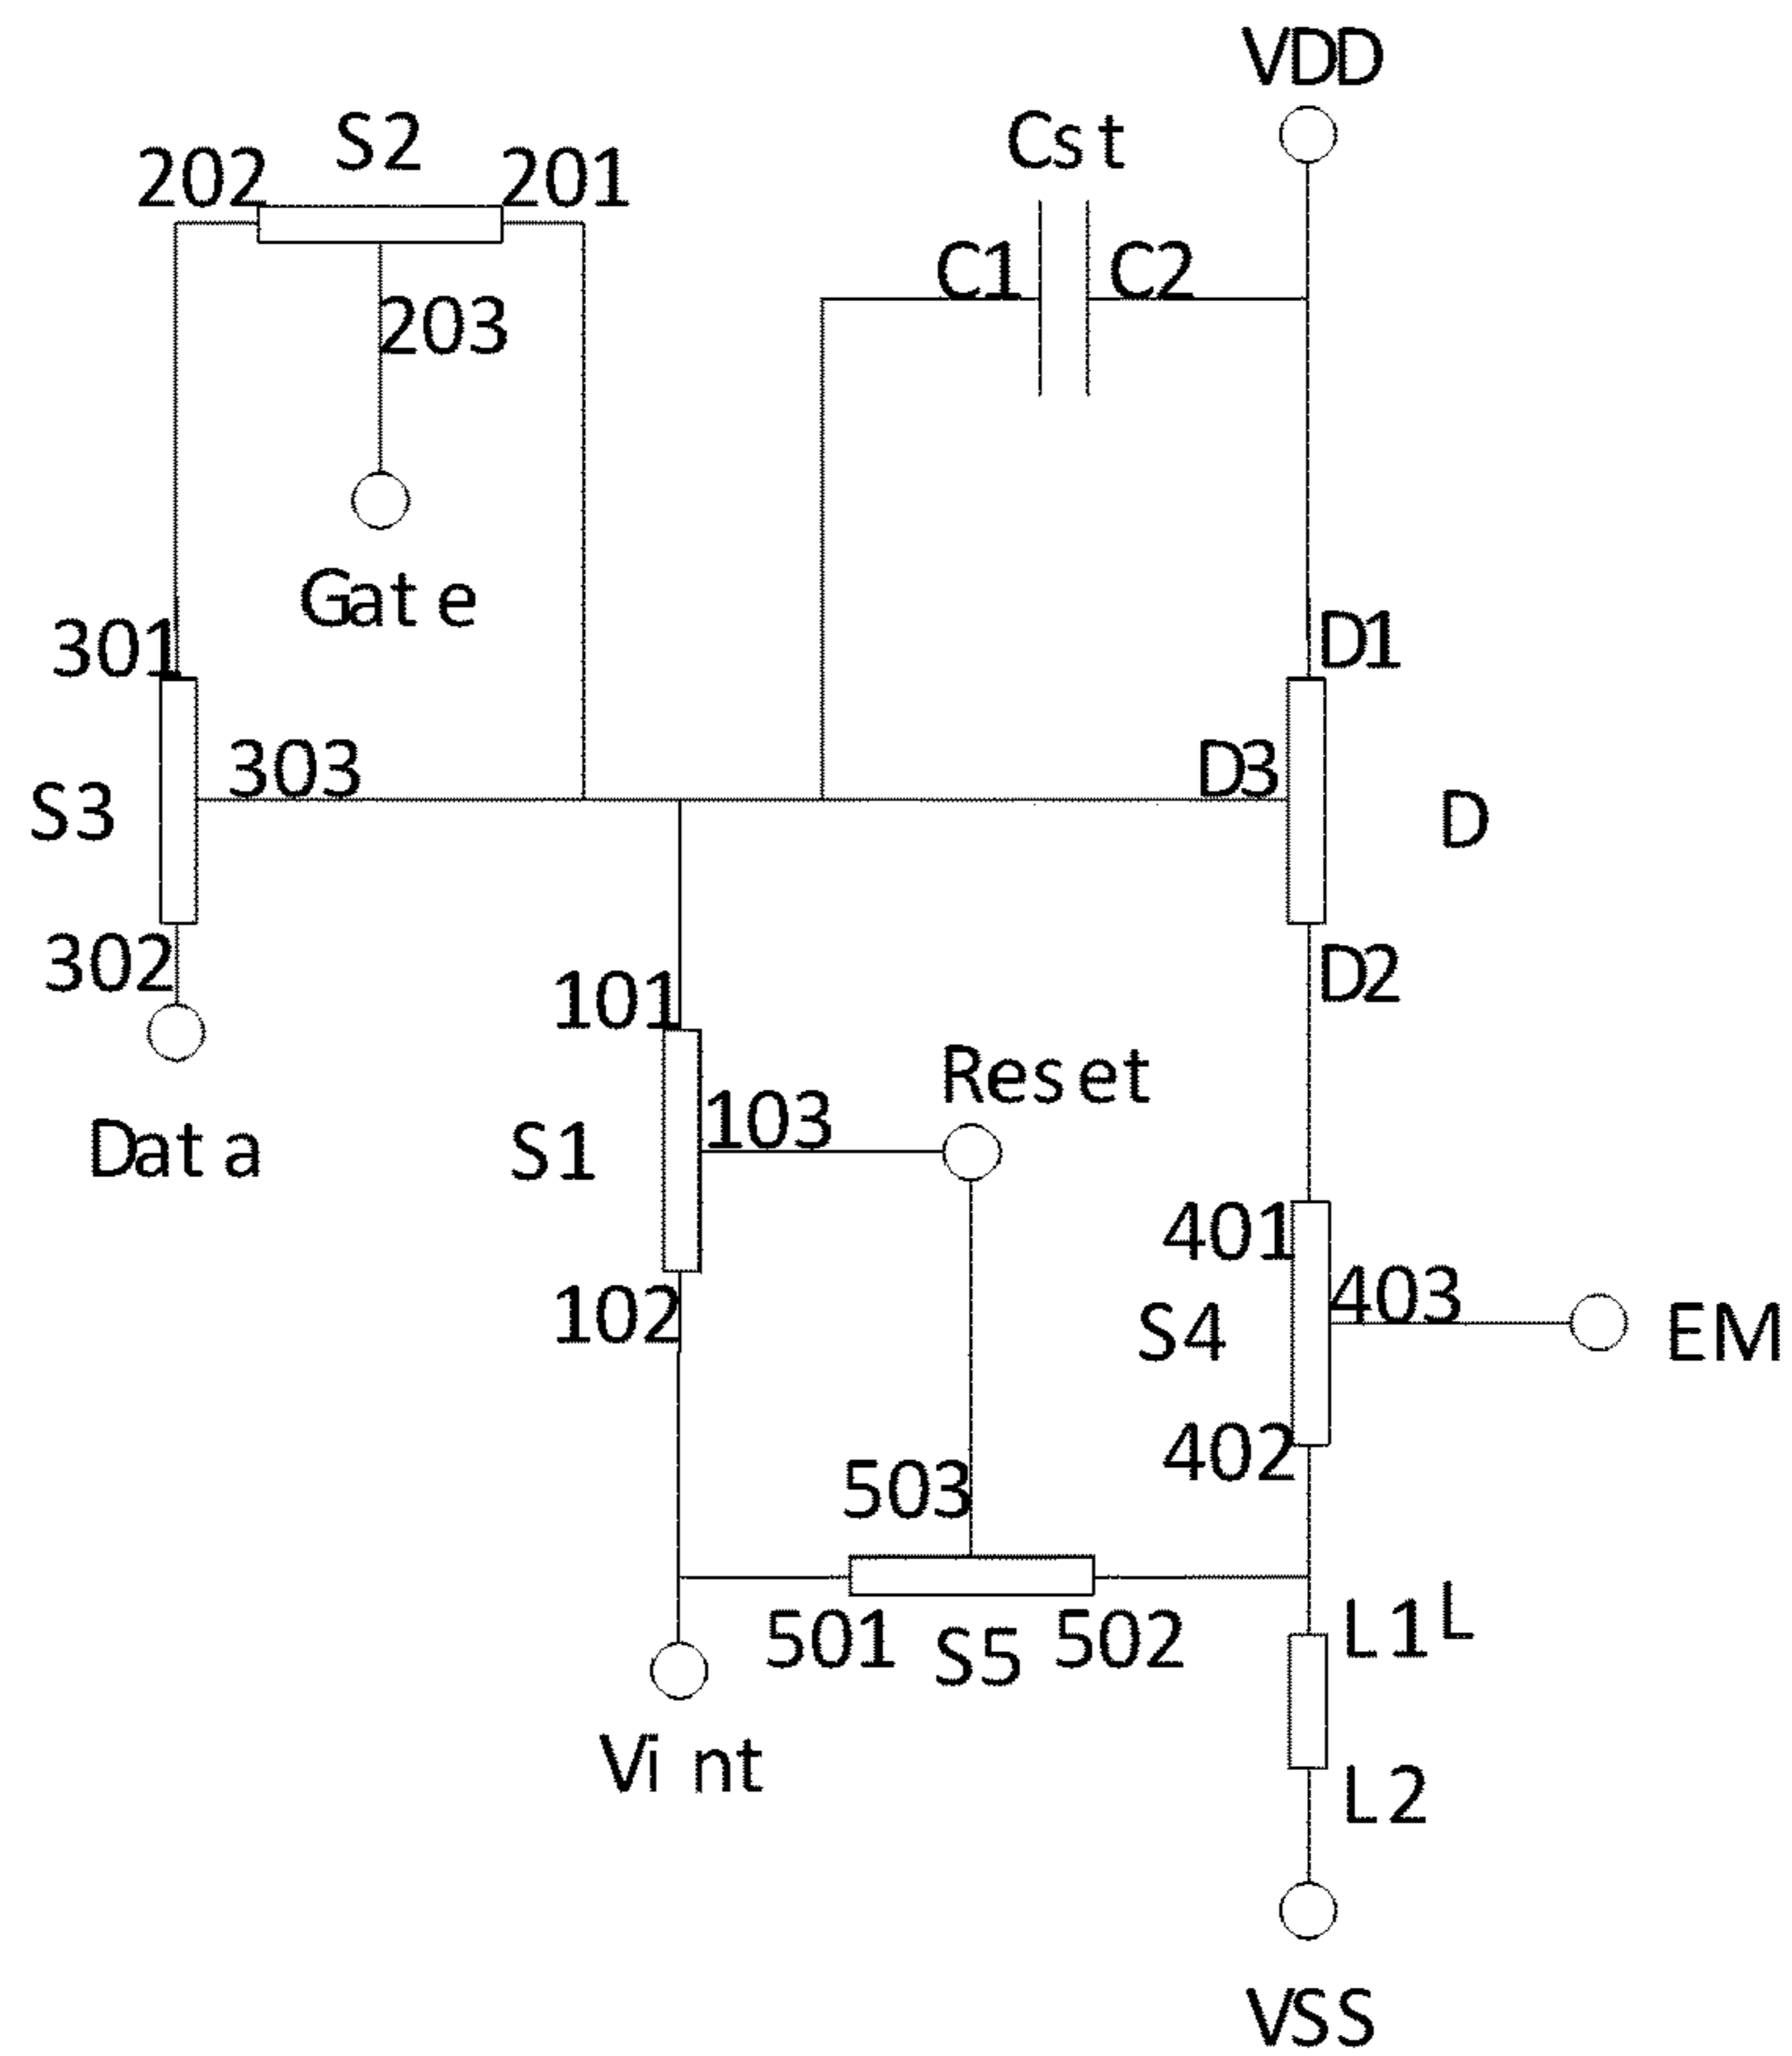 VDD
S2
Cst
202
201
C1
C2
203
Gate
301
D1
303
D3
S3
D
302
D2
101
Reset
103
Data
S1
401
403
102
S4
EM
402
503
L1
L
501
S5
502
Vint
L2
VSS